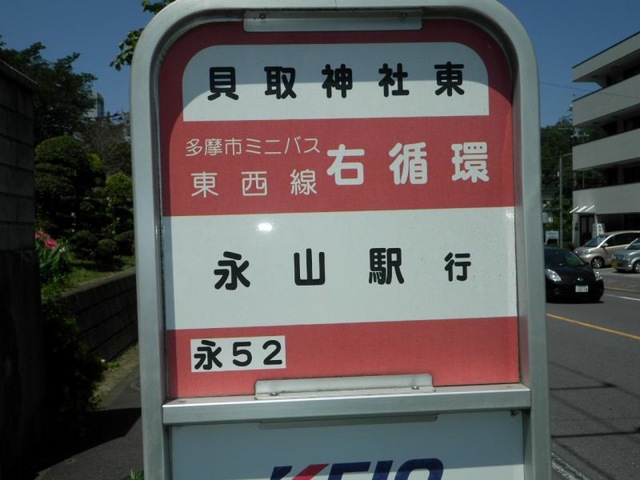 貝取神社東
多摩市ミニバス
東西線右循環
永山駅行
永52
KEIO